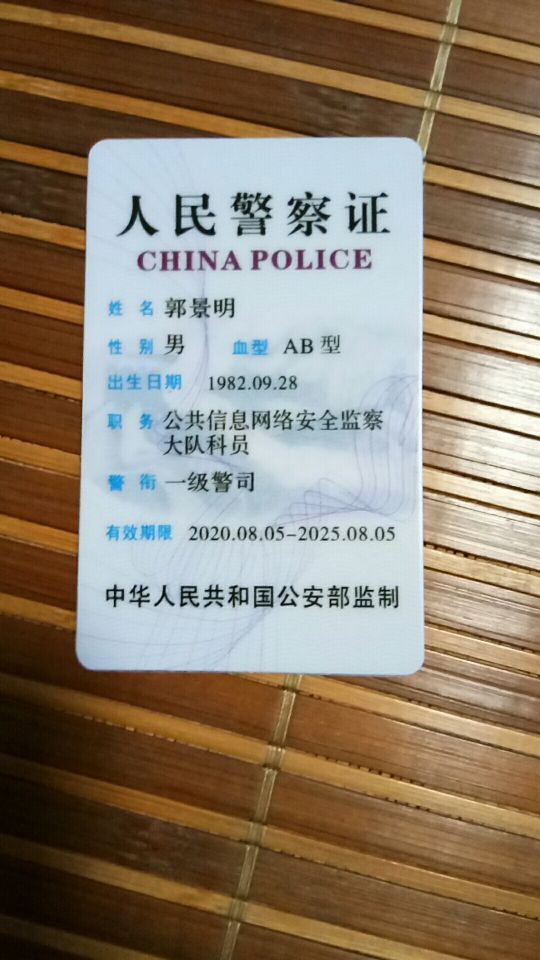 人民警察证
CHINA POLICE
姓名 郭景明
性别 男 血型 AB 型
出生日期 1982.09.28
职务 公共信息网络安全监察
大队科员
警衔 一级警司
有效期限 2020.08.05-2025.08.05
中华人民共和国公安部监制